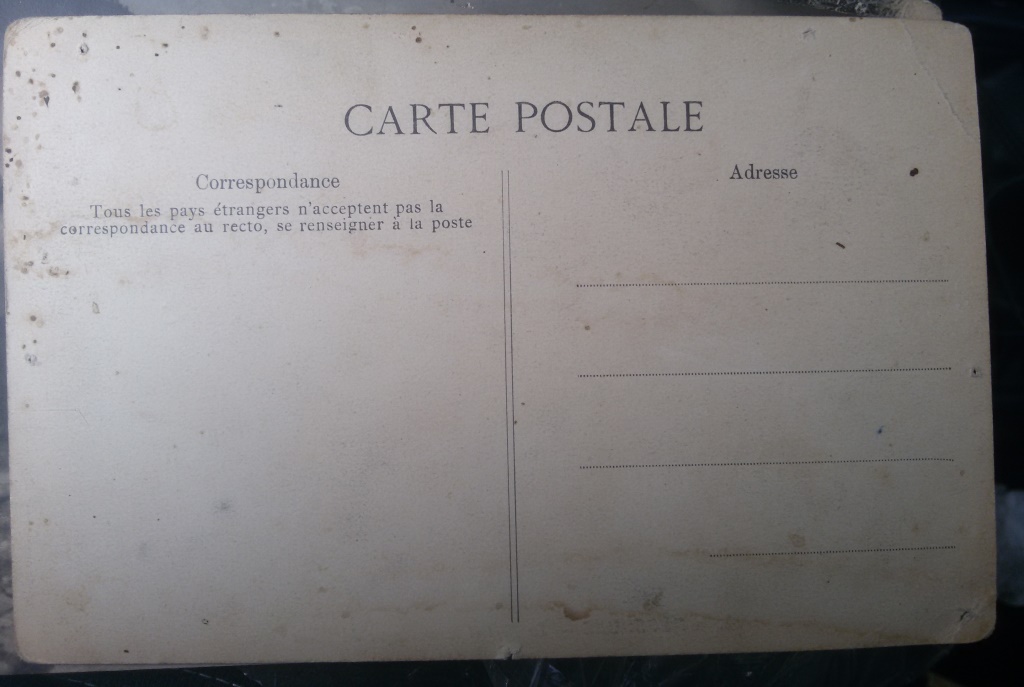 CARTE POSTALE
Correspondance
Tous les pays étrangers n'acceptent pas la
correspondance au recto, se renseigner à la poste
Adresse